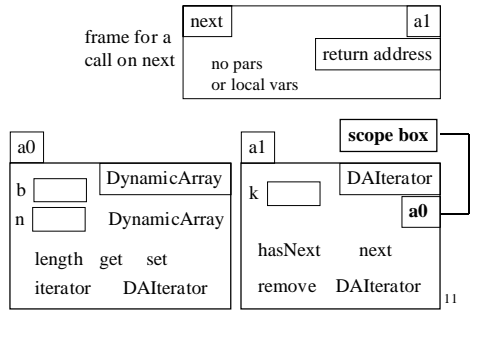 frame for a
call on next
next
a1
return address
no pars
or local vars
scope box
a0
DynamicArray
b
n
DynamicArray
length get set
iterator DAIterator
a1
DAIterator
k
a0
hasNext next
remove DAIterator
11